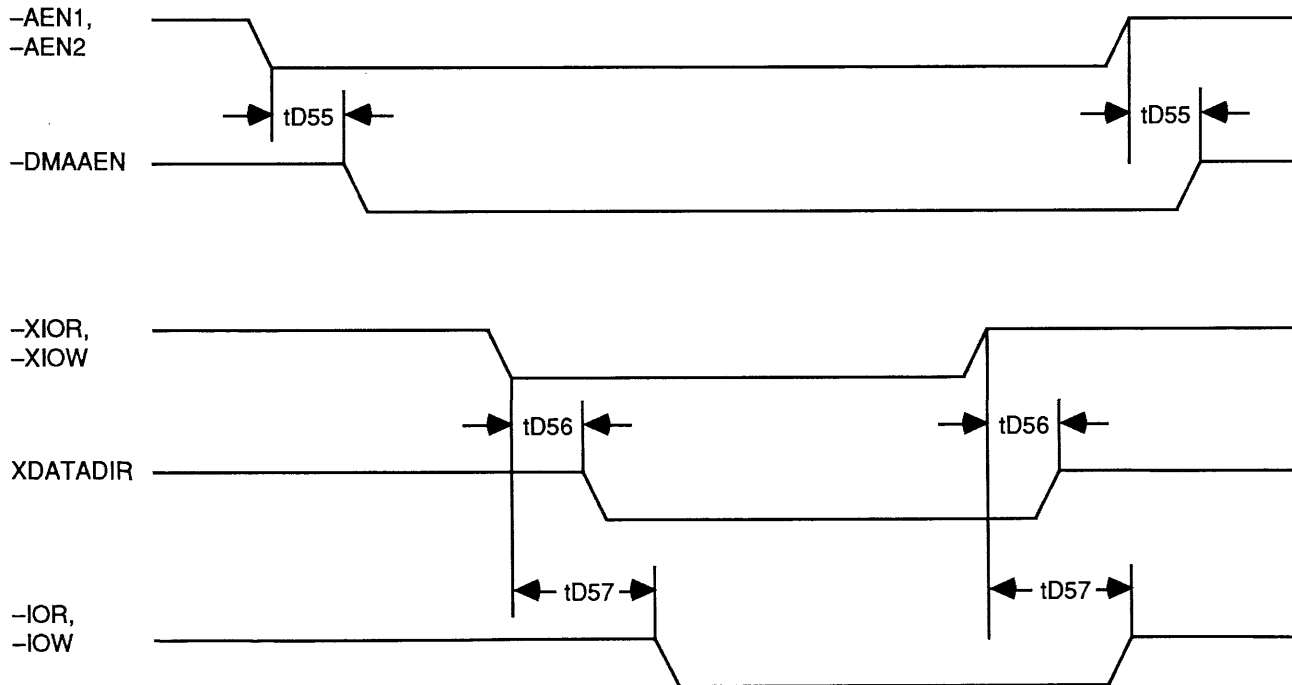 –AEN1,
–AEN2
tD55
tD55
–DMAAEN
–XIOR,
–XIOW
tD56
tD56
XDATADIR
tD57
tD57
–IOR,
–IOW